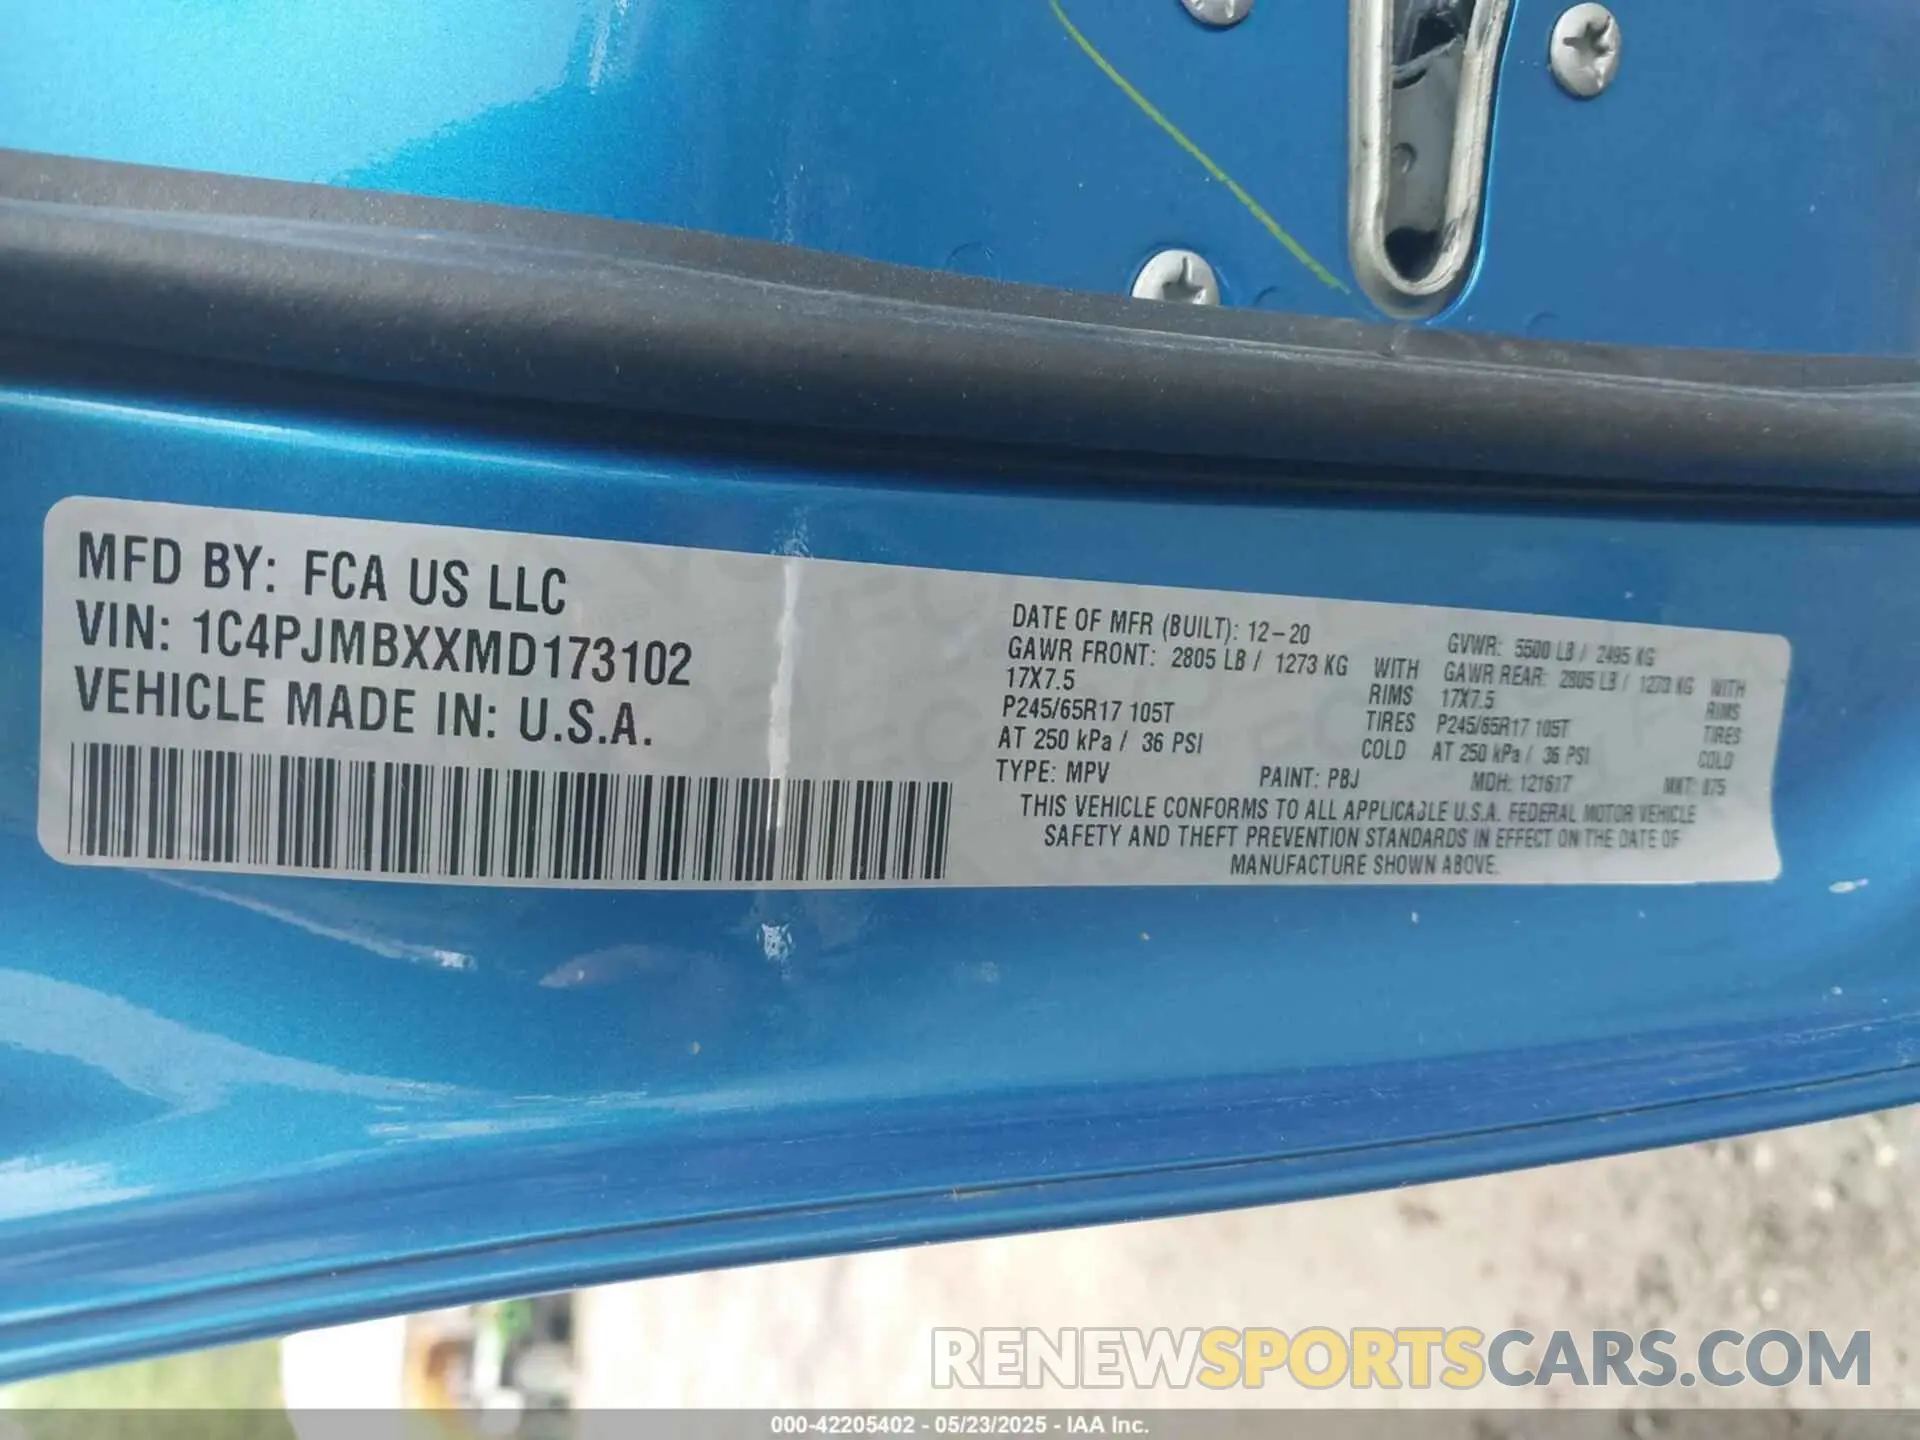 MFD BY: FCA US LLC
VIN: 1C4PJMBXXMD173102
VEHICLE MADE IN: U.S.A.
DATE OF MFR (BUILT): 12-20 GVWR: 5500 LB / 2495 KG
GAWR FRONT: 2805 LB / 1273 KG WITH GAWR REAR: 2805 LB / 1273 KG WITH
17X7.5 RIMS 17X7.5 RIMS
P245/65R17 105T TIRES P245/65R17 105T TIRES
AT 250 kPa / 36 PSI COLD AT 250 kPa / 36 PSI COLD
TYPE: MPV PAINT: PBJ MDH: 121617 MKT:
THIS VEHICLE CONFORMS TO ALL APPLICABLE U.S.A. FEDERAL MOTOR VEHICLE
SAFETY AND THEFT PREVENTION STANDARDS IN EFFECT ON THE DATE OF
MANUFACTURE SHOWN ABOVE.
RENEWSPORTSCARS.COM
000-42205402 - 05/23/2025 - IAA Inc.